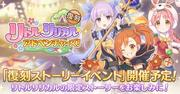 復刻
リトル リリカル
アドベンチャーズ
「復刻ストーリーイベント」開催予定!
リトルリリカルの限定ストーリーをお楽しみに!